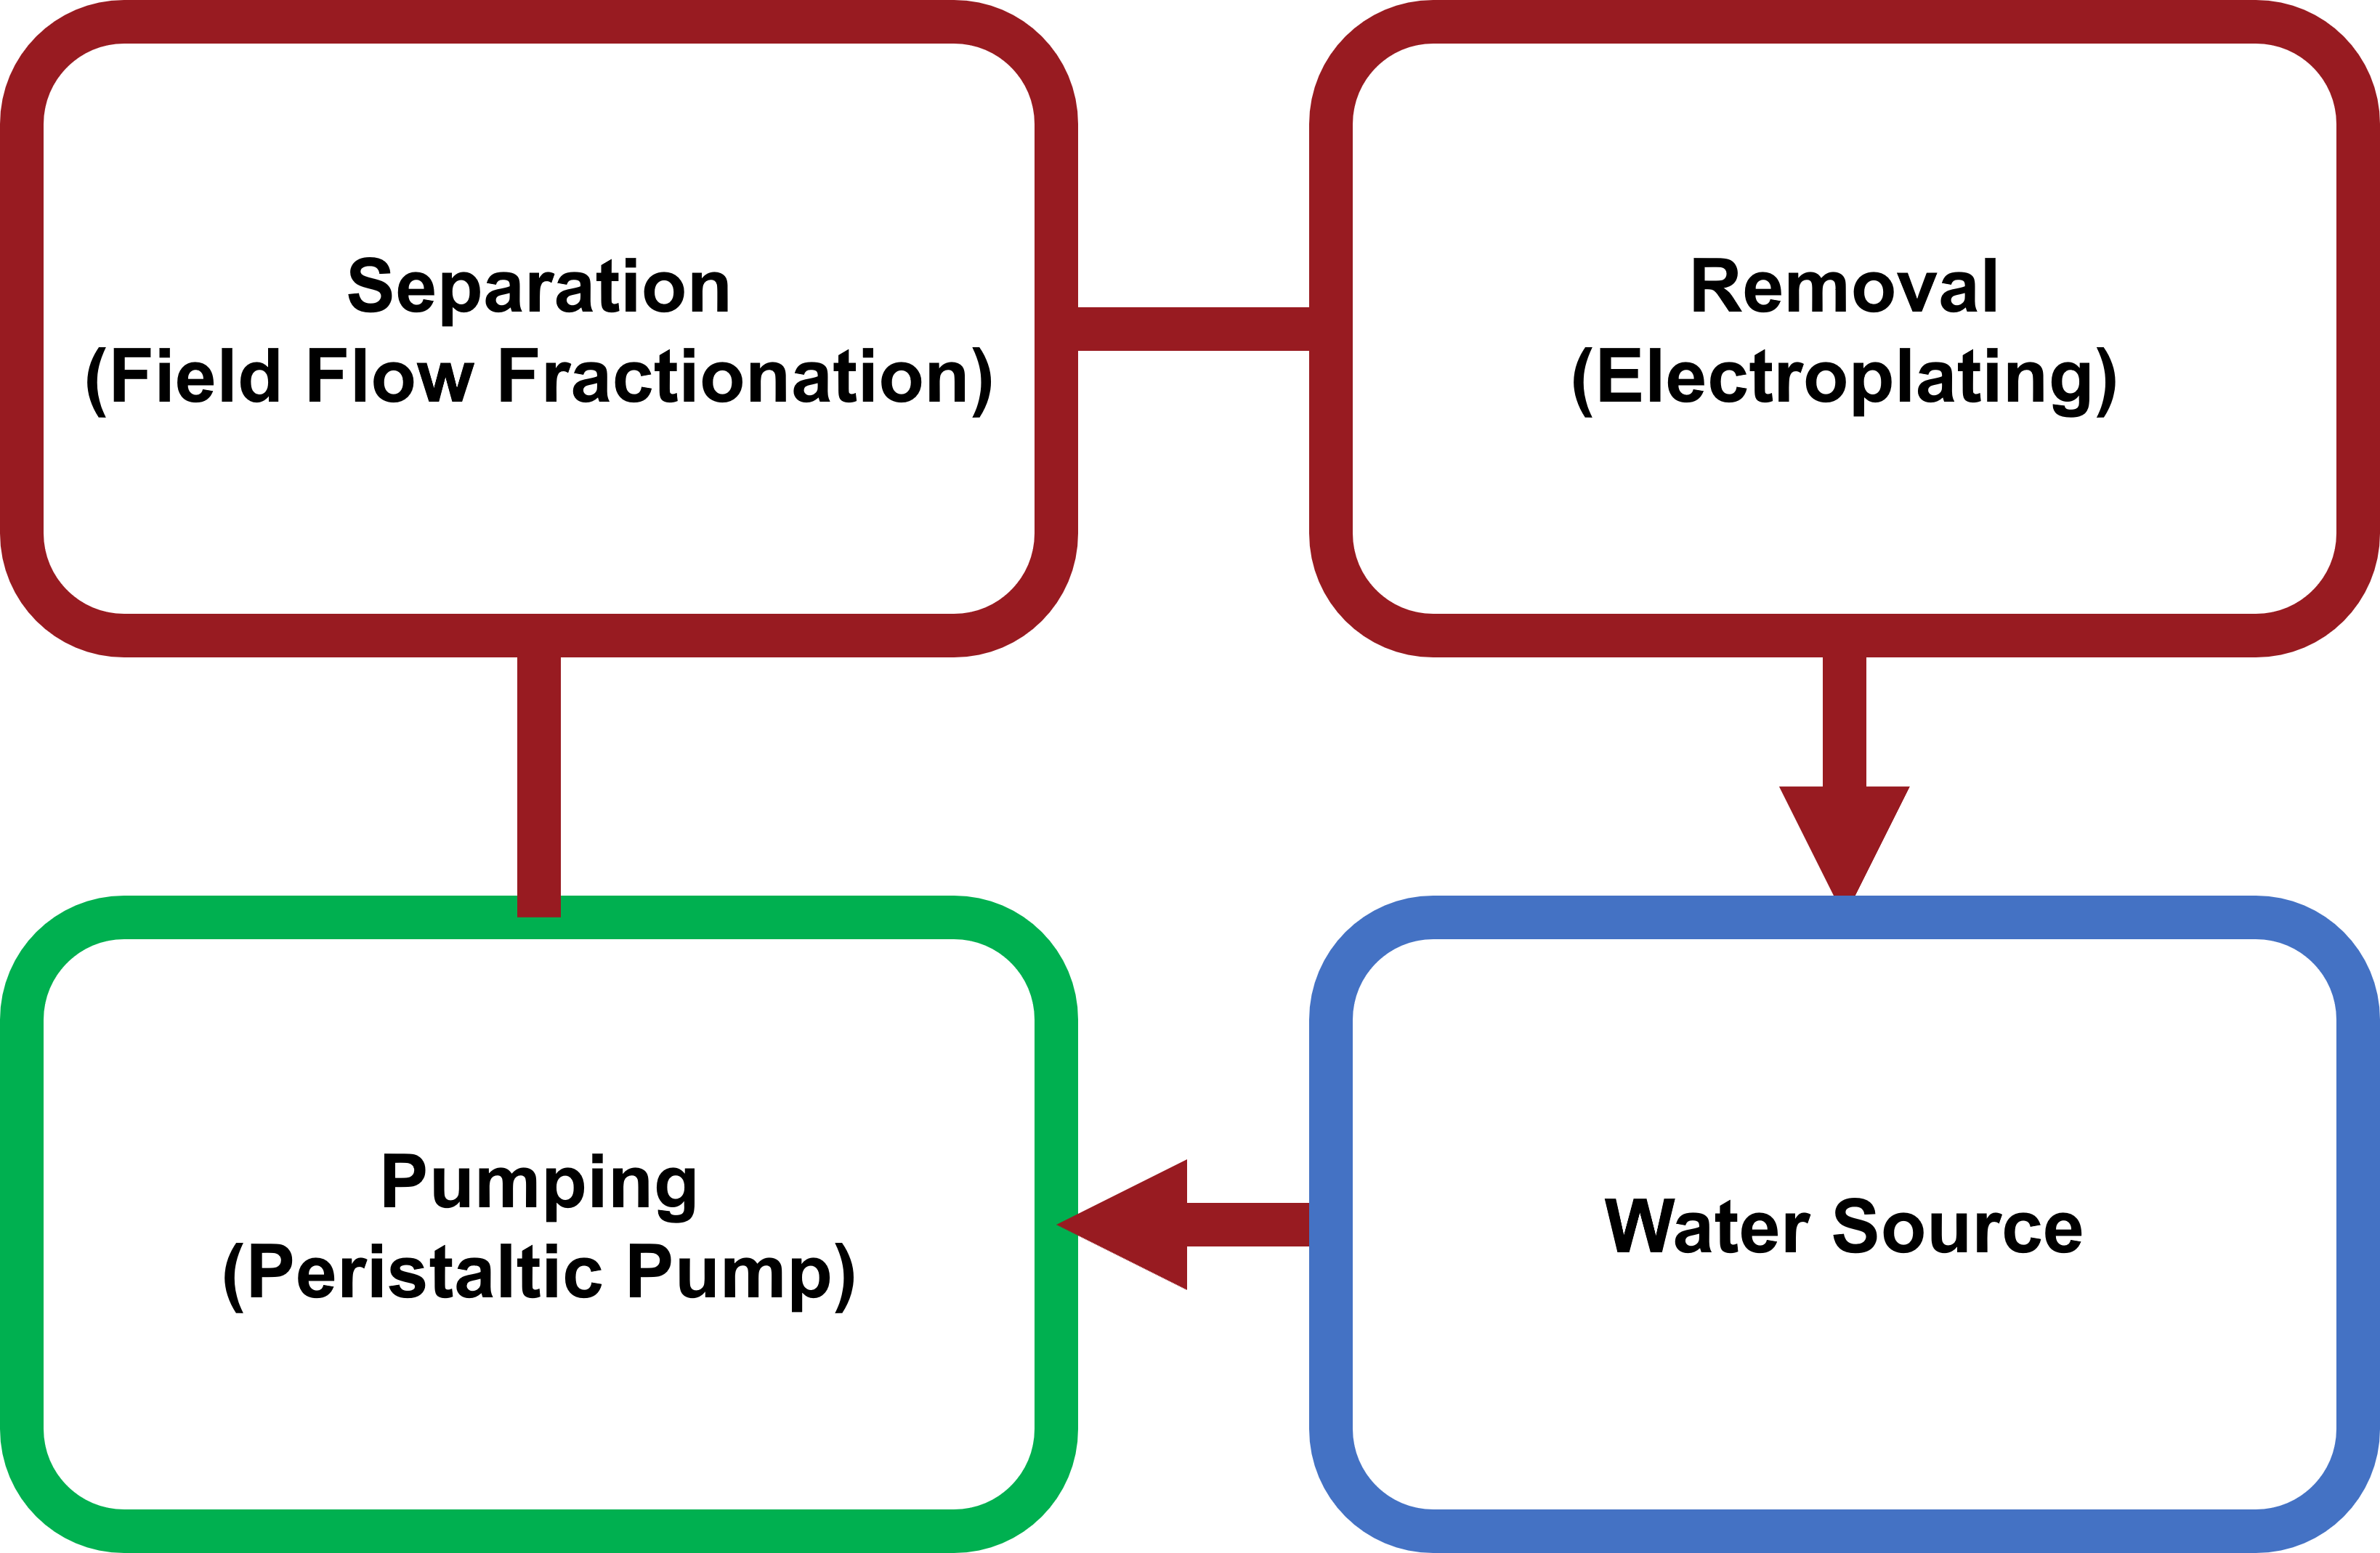 Separation
(Field Flow Fractionation)
Removal
(Electroplating)
Pumping
(Peristaltic Pump)
Water Source